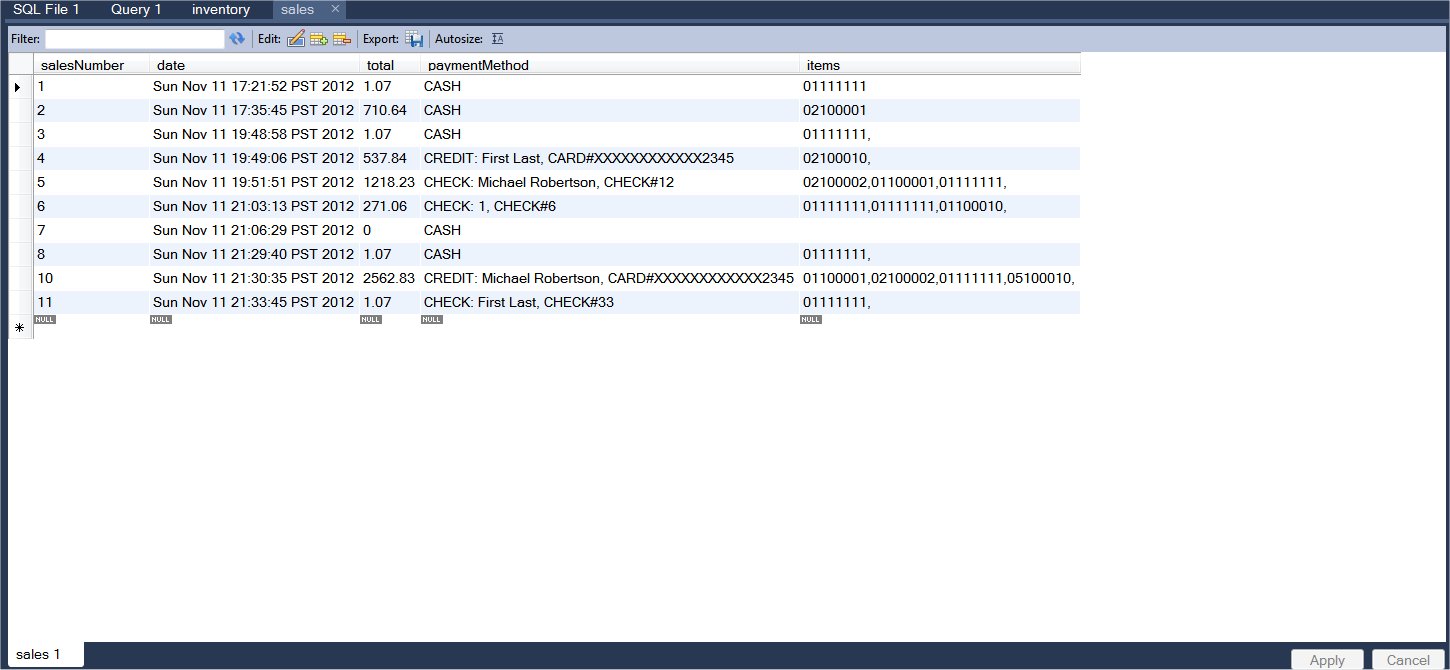 SQL File 1 Query 1 inventory sales ×
Filter: Edit: Export: Autosize:
salesNumber date total paymentMethod items
1 Sun Nov 11 17:21:52 PST 2012 1.07 CASH 01111111
2 Sun Nov 11 17:35:45 PST 2012 710.64 CASH 02100001
3 Sun Nov 11 19:48:58 PST 2012 1.07 CASH 01111111,
4 Sun Nov 11 19:49:06 PST 2012 537.84 CREDIT: First Last, CARD#XXXXXXXXXXXX2345 02100010,
5 Sun Nov 11 19:51:51 PST 2012 1218.23 CHECK: Michael Robertson, CHECK#12 02100002,01100001,01111111,
6 Sun Nov 11 21:03:13 PST 2012 271.06 CHECK: 1, CHECK#6 01111111,01111111,01100010,
7 Sun Nov 11 21:06:29 PST 2012 0 CASH
8 Sun Nov 11 21:29:40 PST 2012 1.07 CASH 01111111,
10 Sun Nov 11 21:30:35 PST 2012 2562.83 CREDIT: Michael Robertson, CARD#XXXXXXXXXXXX2345 01100001,02100002,01111111,05100010,
11 Sun Nov 11 21:33:45 PST 2012 1.07 CHECK: First Last, CHECK#33 01111111,
NULL NULL NULL NULL NULL
sales 1
Apply Cancel